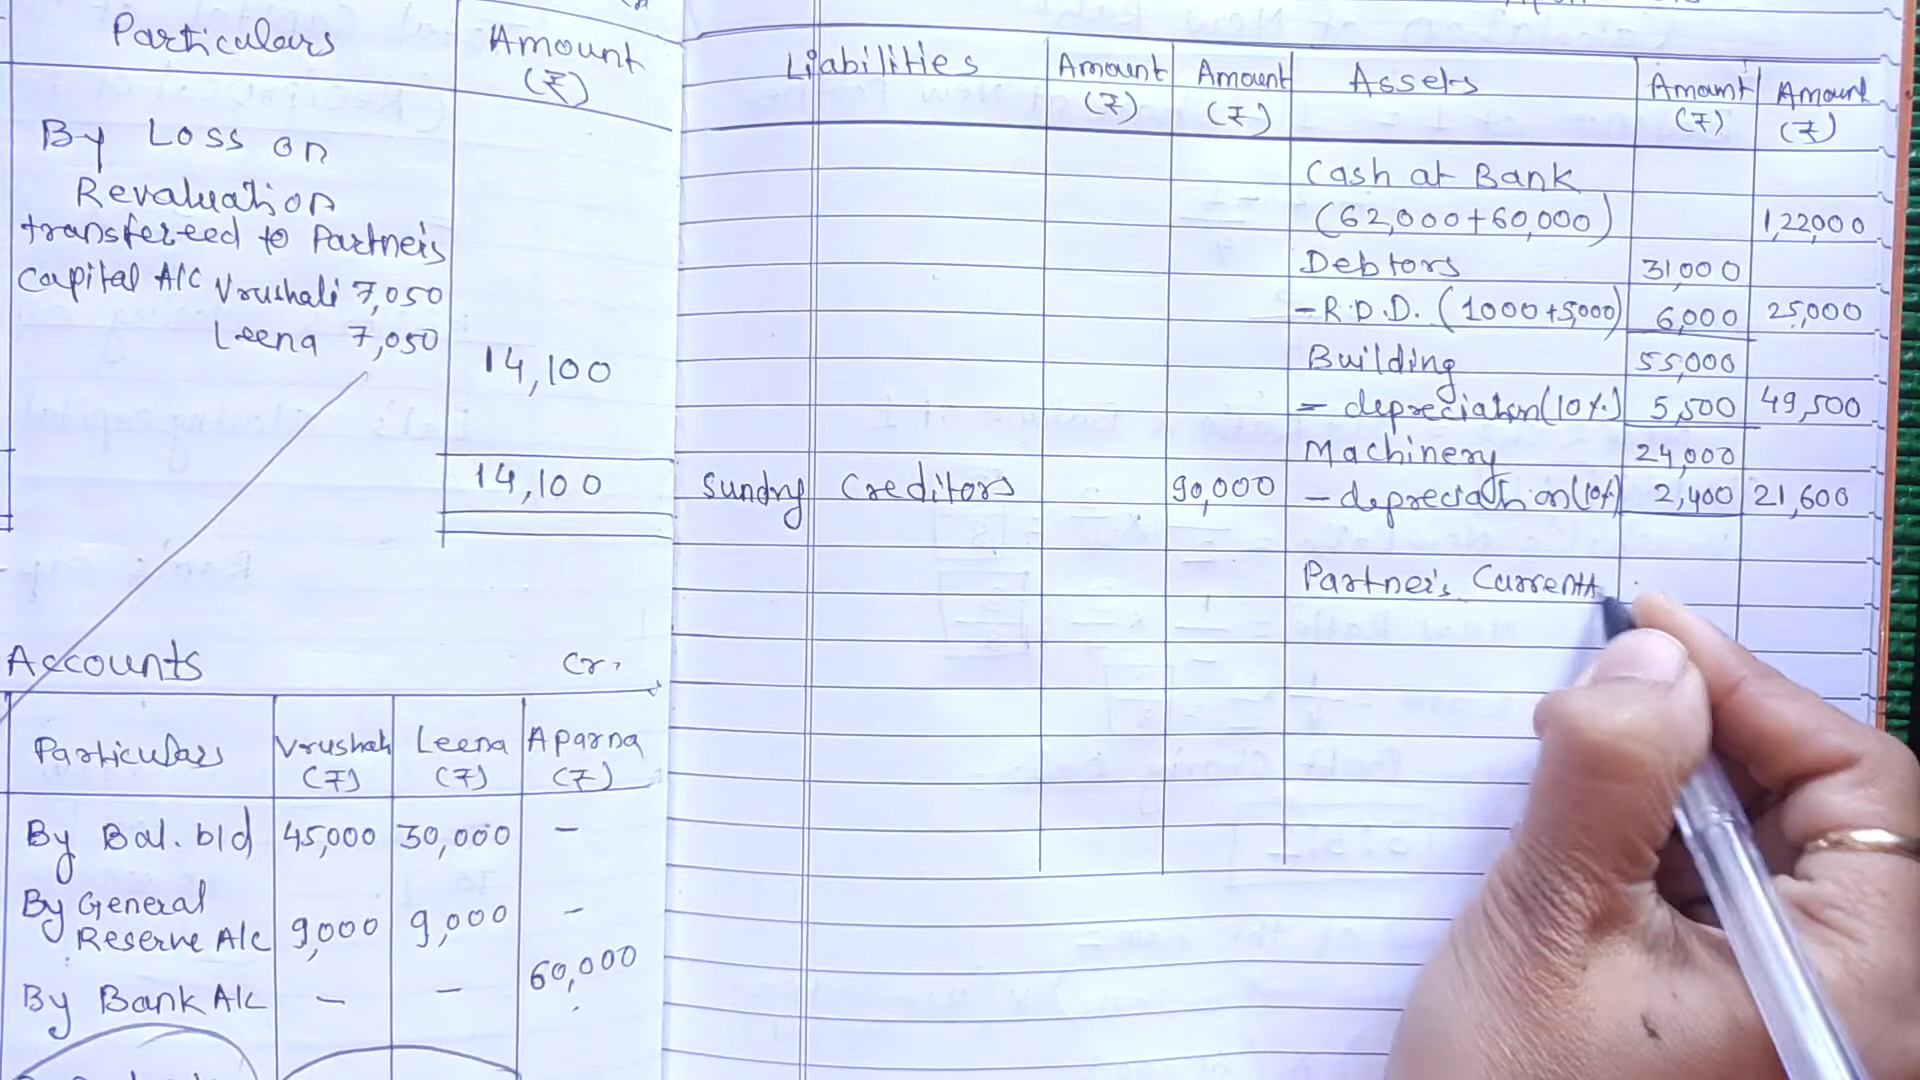 Particulars Amount
(₹)
By Loss on
Revaluation
transfereed to Partner's
Capital A/C Vrushali 7,050
Leena 7,050
14,100
14,100
Accounts Cr.
Particulars Vrushali Leena Aparna
(₹) (₹) (₹)
By Bal. b/d 45,000 30,000 -
By General
Reserve A/c 9,000 9,000 -
By Bank A/c - - 60,000
Liabilities Amount Amount Assets Amount Amount
(₹) (₹) (₹) (₹)
Cash at Bank
(62,000+60,000) 1,22,000
Debtors 31,000
-R.D.D. (1000+5,000) 6,000 25,000
Building 55,000
- depreciation(10%) 5,500 49,500
Machinery 24,000
Sundry Creditors 90,000 - depreciation(10%) 2,400 21,600
Partner's Current A